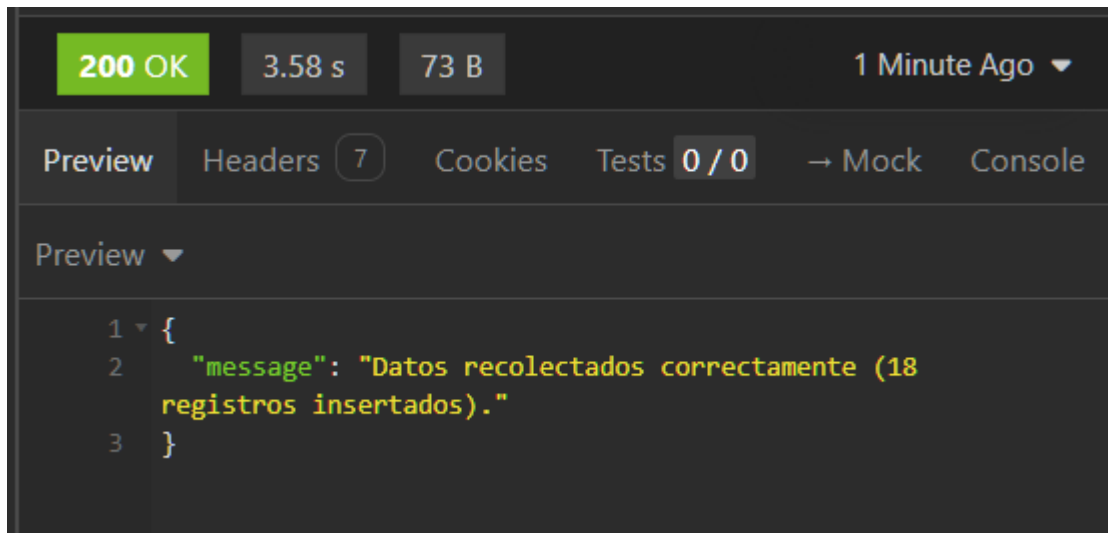 200 OK 3.58 s 73 B 1 Minute Ago
Preview Headers 7 Cookies Tests 0 / 0 → Mock Console
Preview
1 {
2 "message": "Datos recolectados correctamente (18
registros insertados)."
3 }